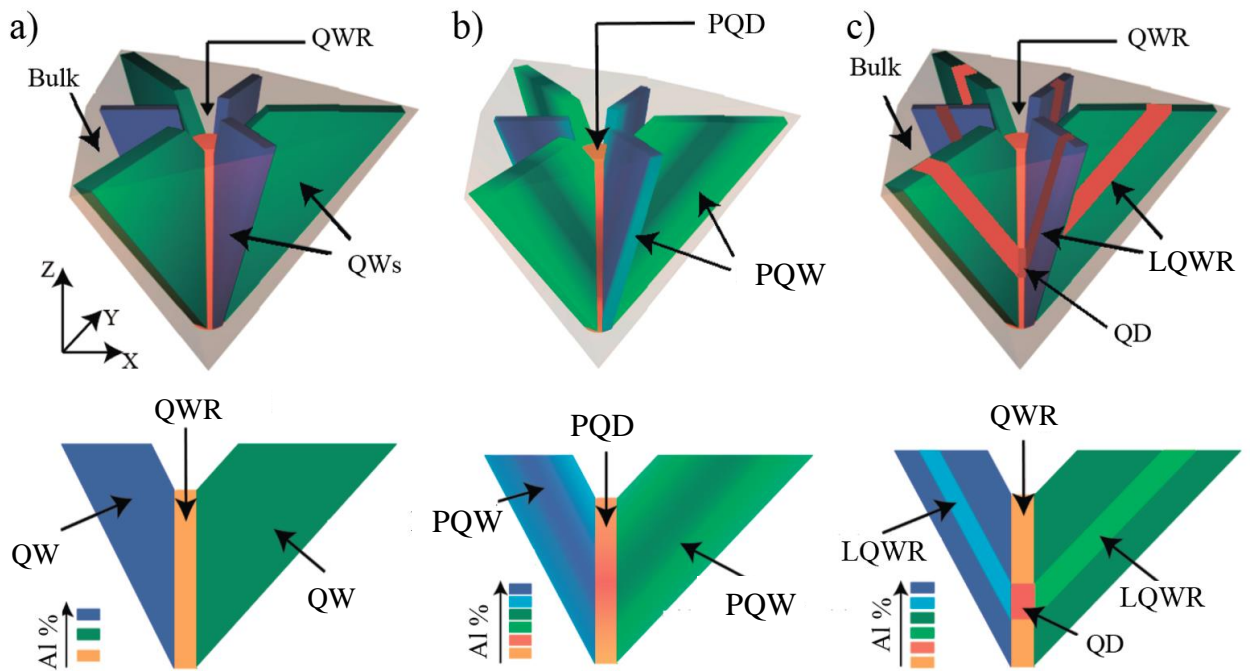 a)
QWR
Bulk
QWs
Z
Y
X
b)
PQD
PQW
c)
QWR
Bulk
LQWR
QD
QWR
QW
QW
Al %
PQD
PQW
PQW
Al %
QWR
LQWR
LQWR
QD
Al %